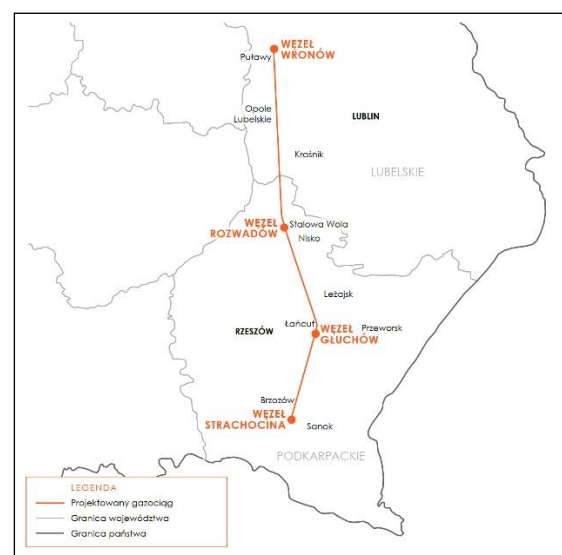 WĘZEŁ
WRONÓW
Puławy
Opole
Lubelskie
LUBLIN
Kraśnik
LUBELSKIE
WĘZEŁ
ROZWADÓW
Stalowa Wola
Nisko
Leżajsk
RZESZÓW
Łańcut
WĘZEŁ
GŁUCHÓW
Przeworsk
Brzozów
WĘZEŁ
STRACHOCINA
Sanok
PODKARPACKIE
LEGENDA
Projektowany gazociąg
Granica województwa
Granica państwa